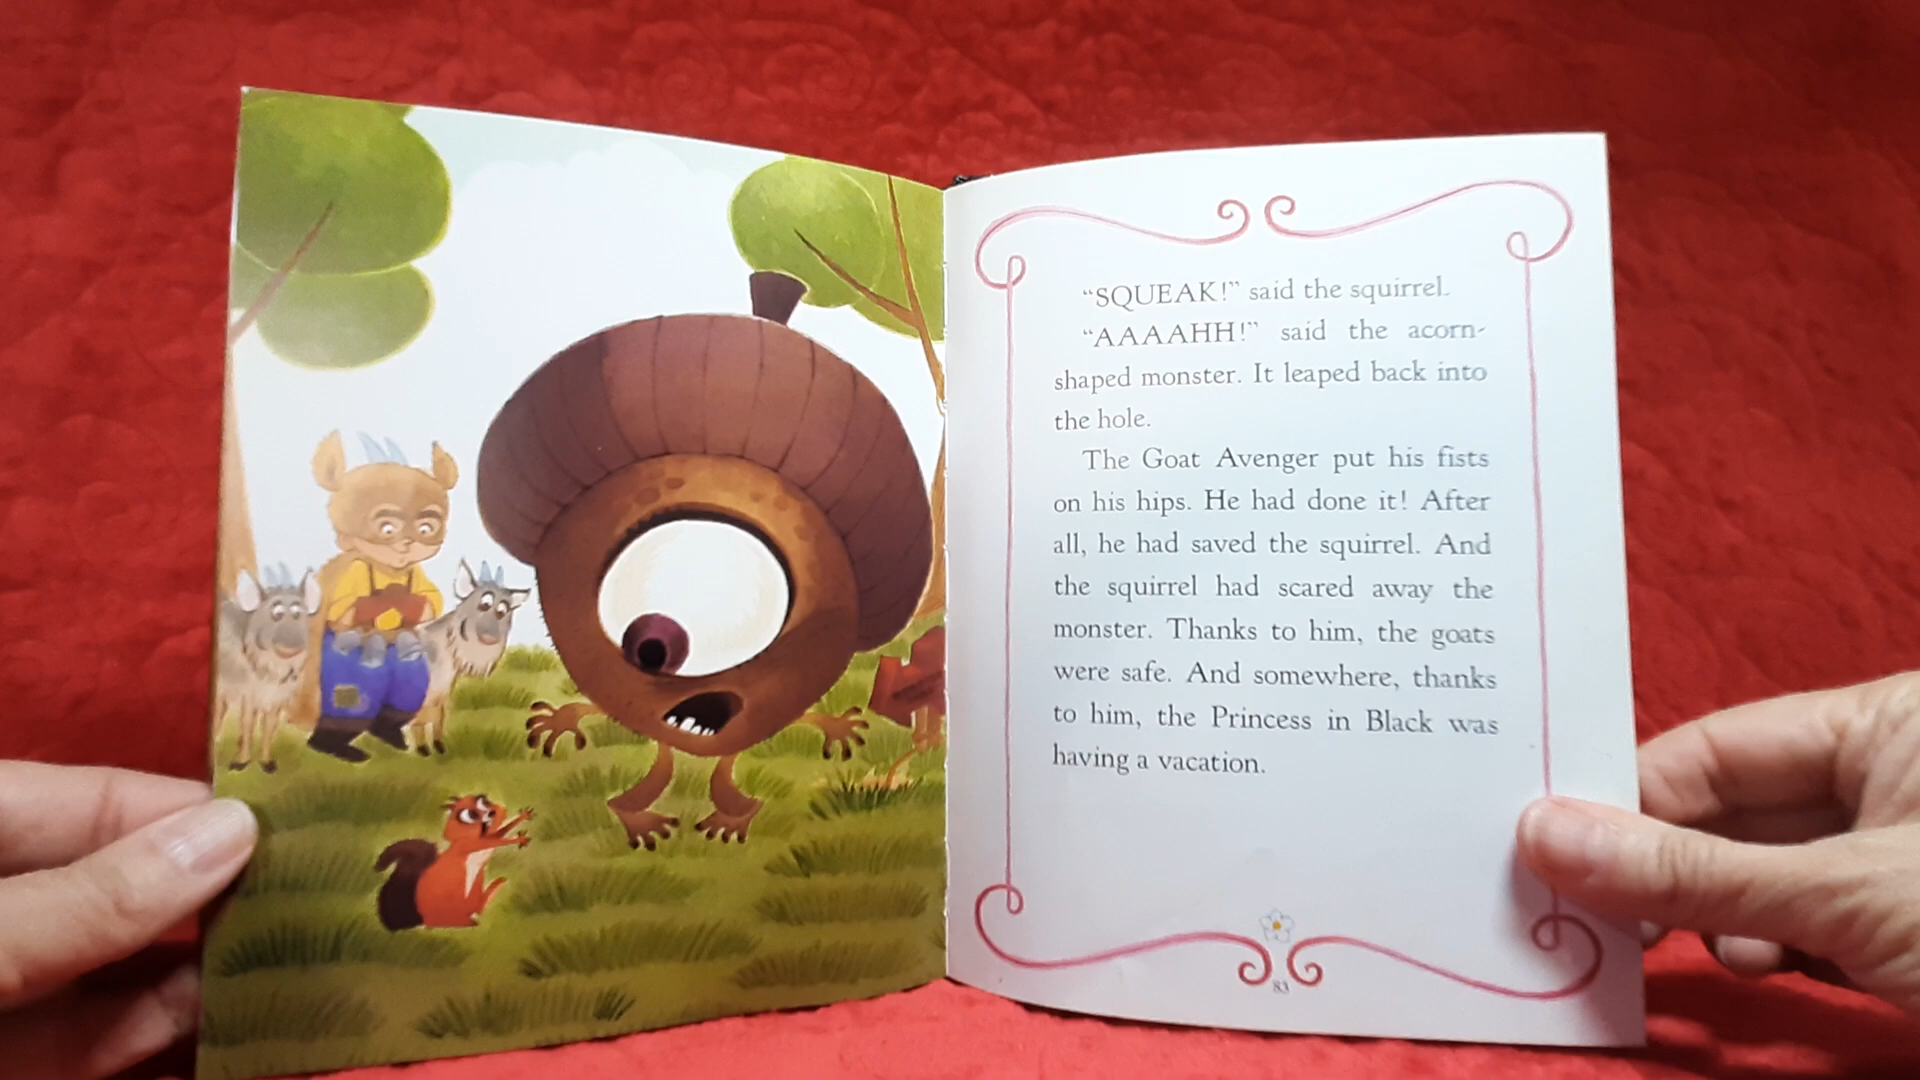 “SQUEAK!” said the squirrel.
“AAAAHH!” said the acorn-
shaped monster. It leaped back into
the hole.
The Goat Avenger put his fists
on his hips. He had done it! After
all, he had saved the squirrel. And
the squirrel had scared away the
monster. Thanks to him, the goats
were safe. And somewhere, thanks
to him, the Princess in Black was
having a vacation.
83